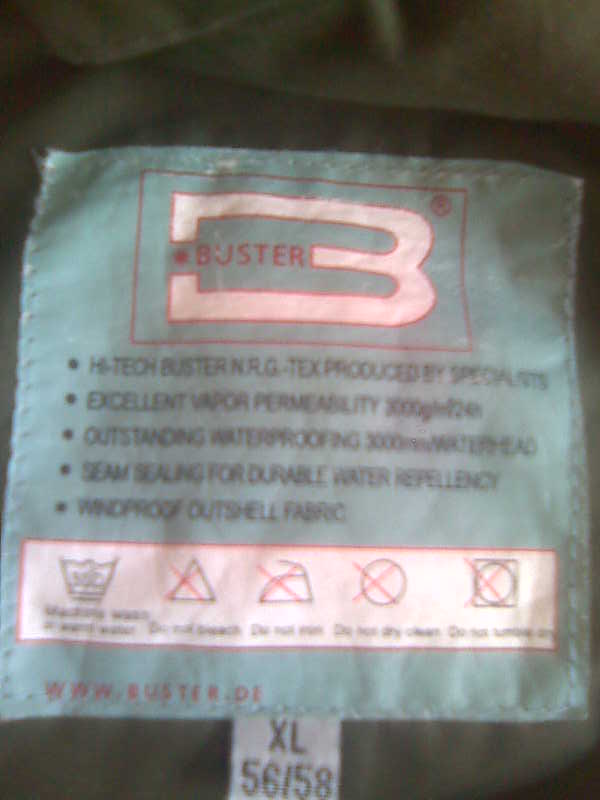 ®
BUSTER
• HI-TECH BUSTER N.R.G.-TEX PRODUCED BY SPECIALISTS
• EXCELLENT VAPOR PERMEABILITY 3000g/m²/24h
• OUTSTANDING WATERPROOFING 3000mm/WATERHEAD
• SEAM SEALING FOR DURABLE WATER REPELLENCY
• WINDPROOF OUTSHELL FABRIC
Machine wash
in warm water Do not bleach Do not iron Do not dry clean Do not tumble dry
WWW.BUSTER.DE
XL
56/58